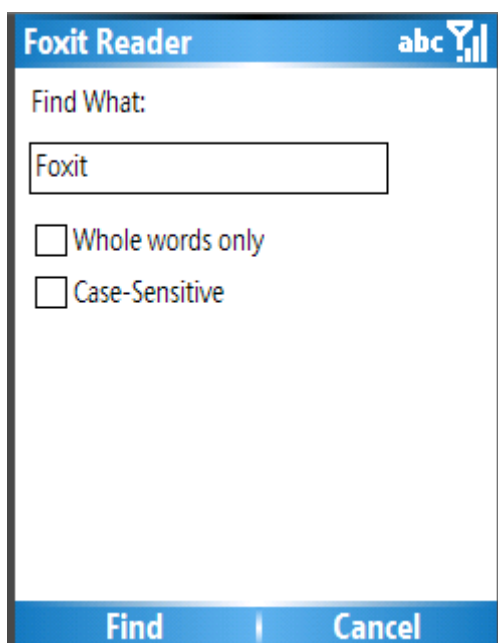 Foxit Reader abc
Find What:
Foxit
Whole words only
Case-Sensitive
Find Cancel